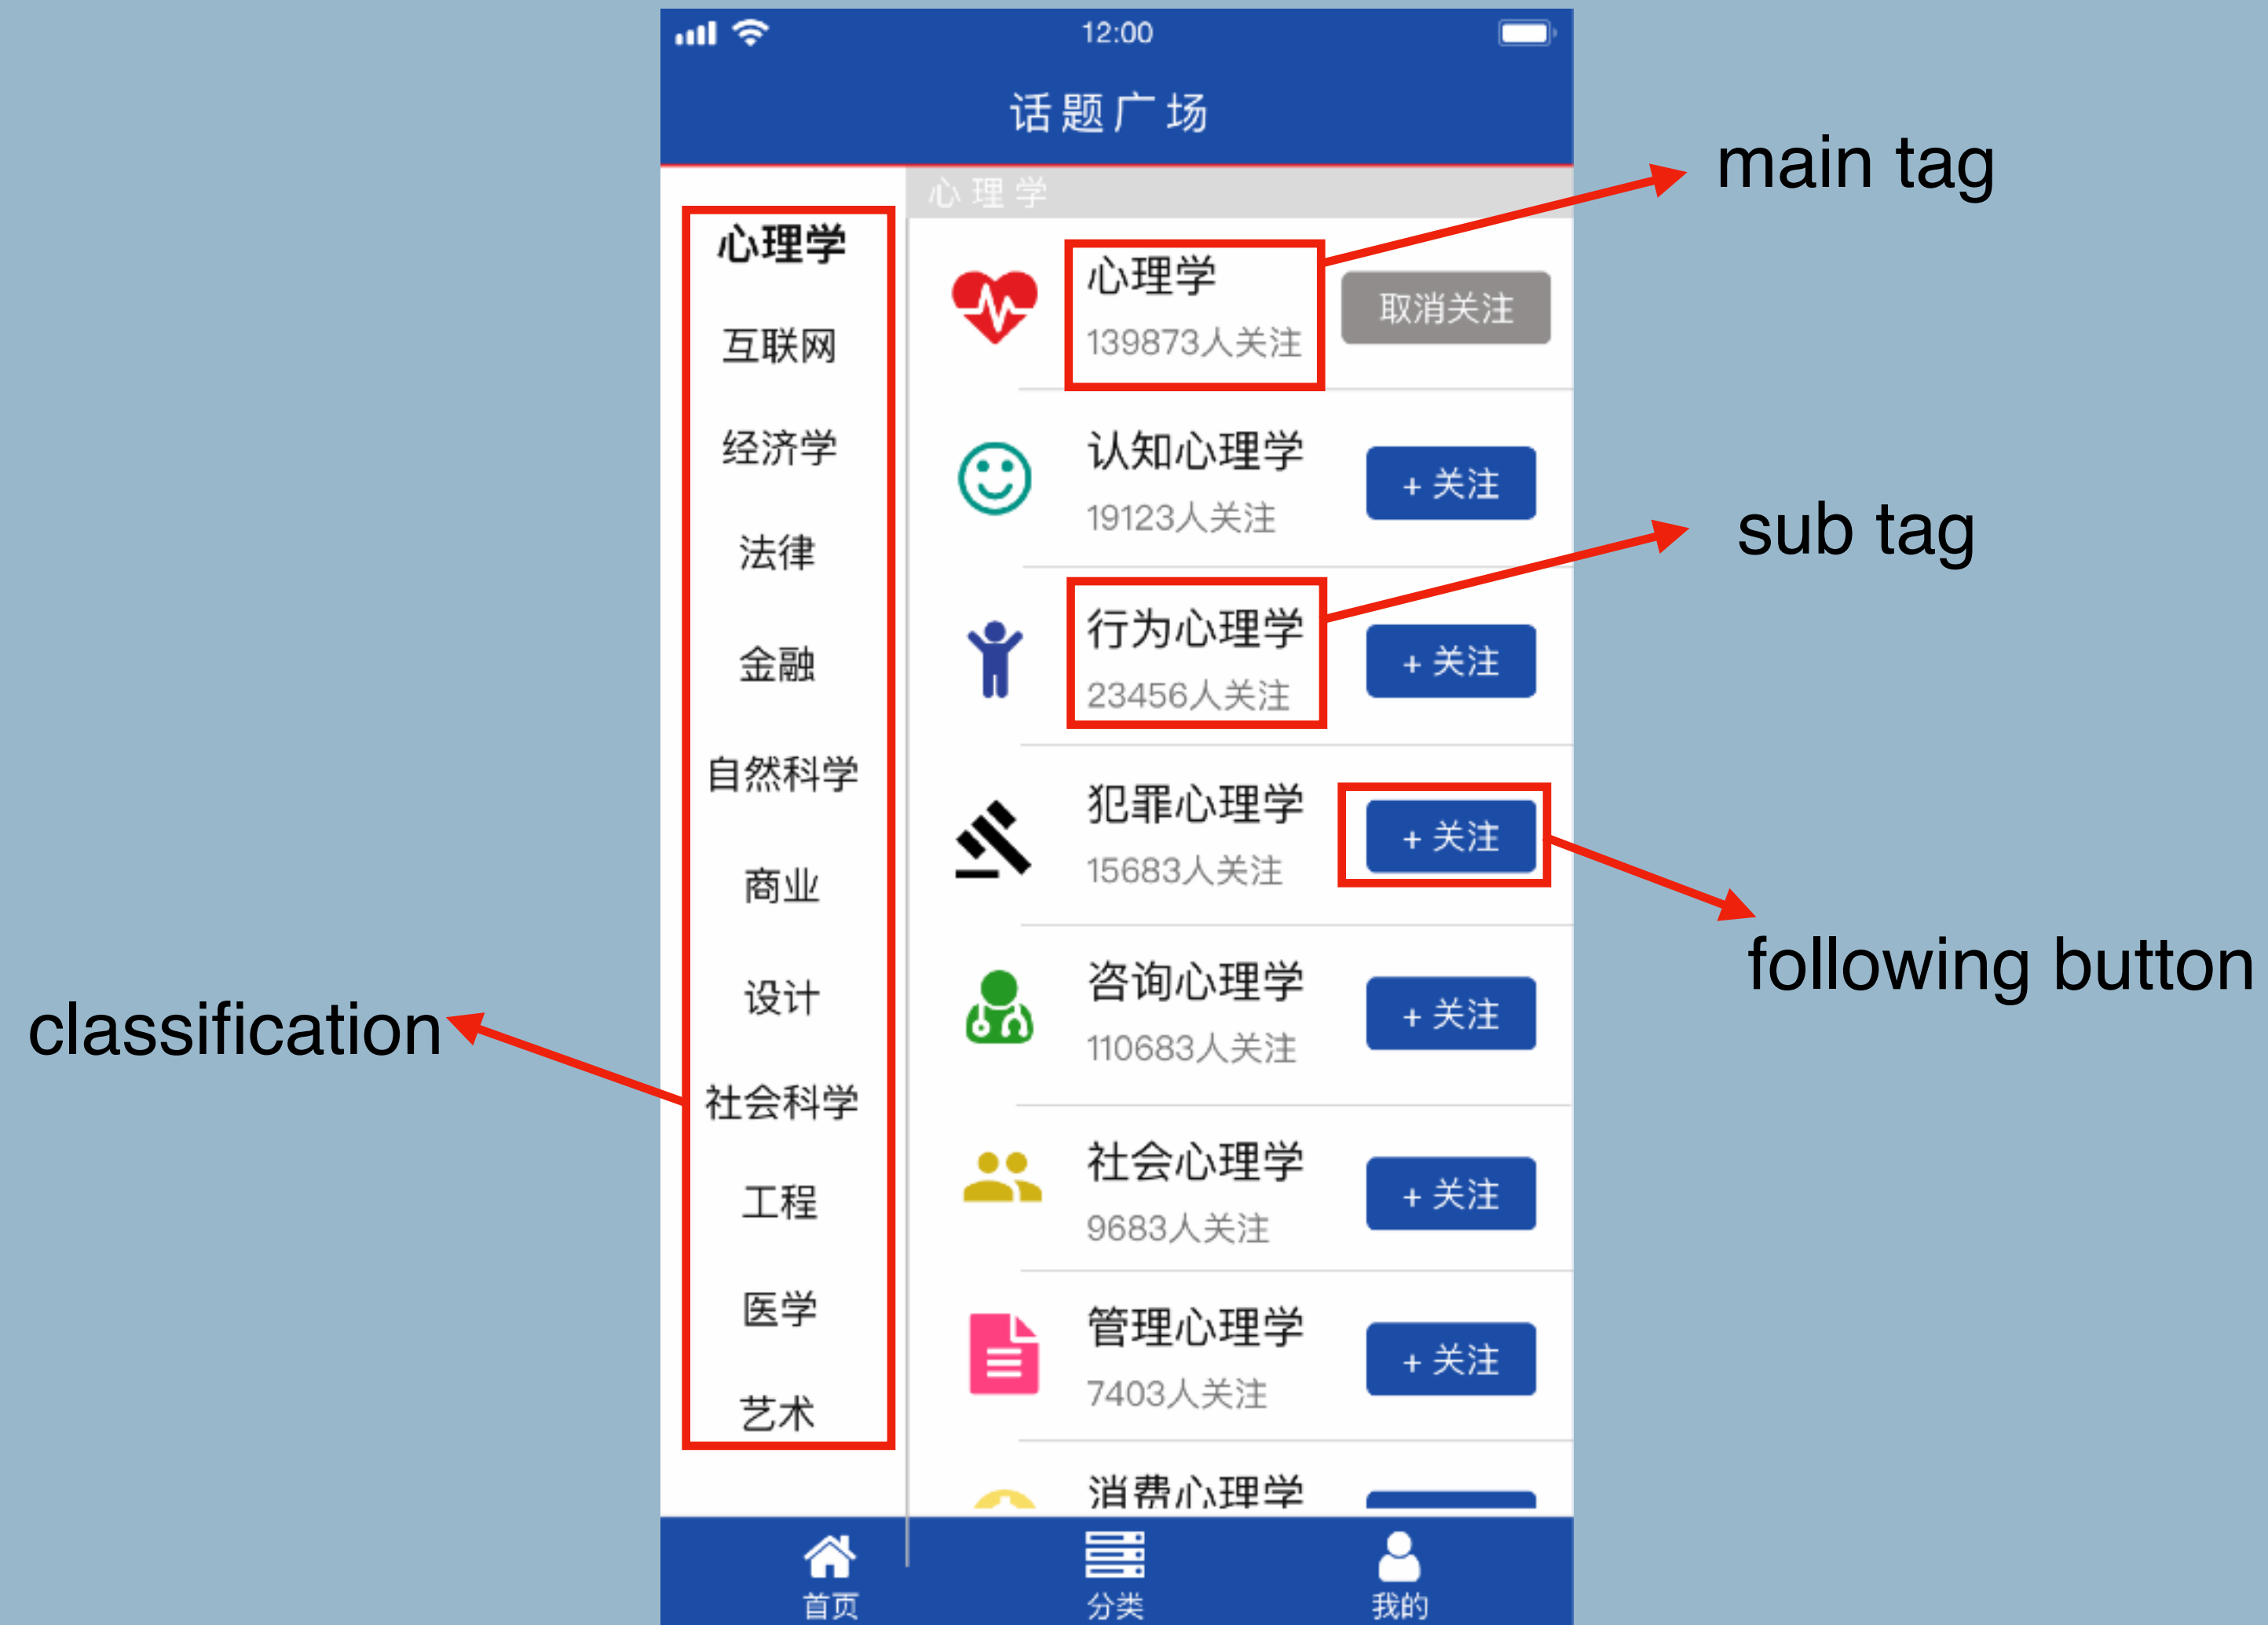 12:00
话题广场
main tag
心理学
心理学
互联网
经济学
法律
金融
自然科学
商业
设计
社会科学
工程
医学
艺术
classification
心理学
139873人关注
取消关注
认知心理学
19123人关注
+ 关注
sub tag
行为心理学
23456人关注
+ 关注
犯罪心理学
15683人关注
+ 关注
following button
咨询心理学
110683人关注
+ 关注
社会心理学
9683人关注
+ 关注
管理心理学
7403人关注
+ 关注
消费心理学
首页
分类
我的